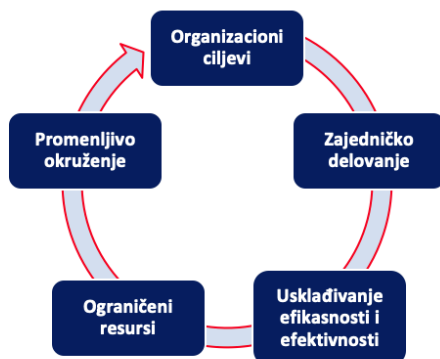 Organizacioni
ciljevi
Zajedničko
delovanje
Usklađivanje
efikasnosti i
efektivnosti
Ograničeni
resursi
Promenljivo
okruženje